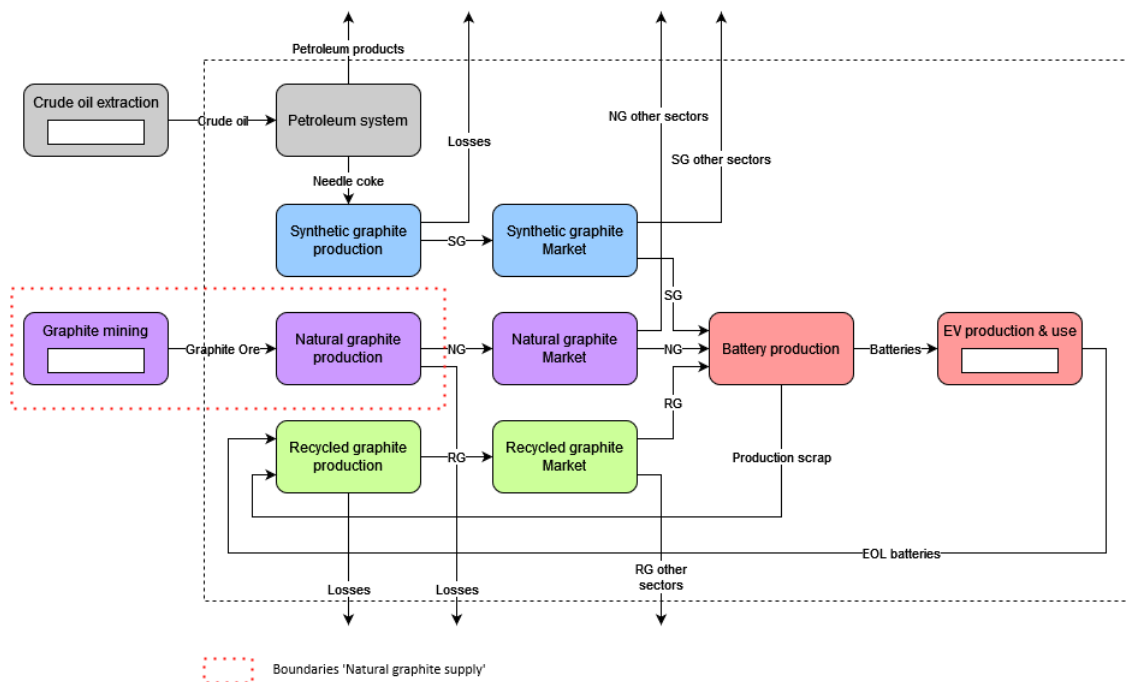 Petroleum products
Crude oil extraction
Crude oil
Petroleum system
NG other sectors
Losses
SG other sectors
Needle coke
Synthetic graphite
production
SG
Synthetic graphite
Market
SG
Graphite mining
Graphite Ore
Natural graphite
production
NG
Natural graphite
Market
NG
Battery production
Batteries
EV production & use
RG
Recycled graphite
production
RG
Recycled graphite
Market
Production scrap
EOL batteries
Losses
Losses
RG other
sectors
Boundaries 'Natural graphite supply'